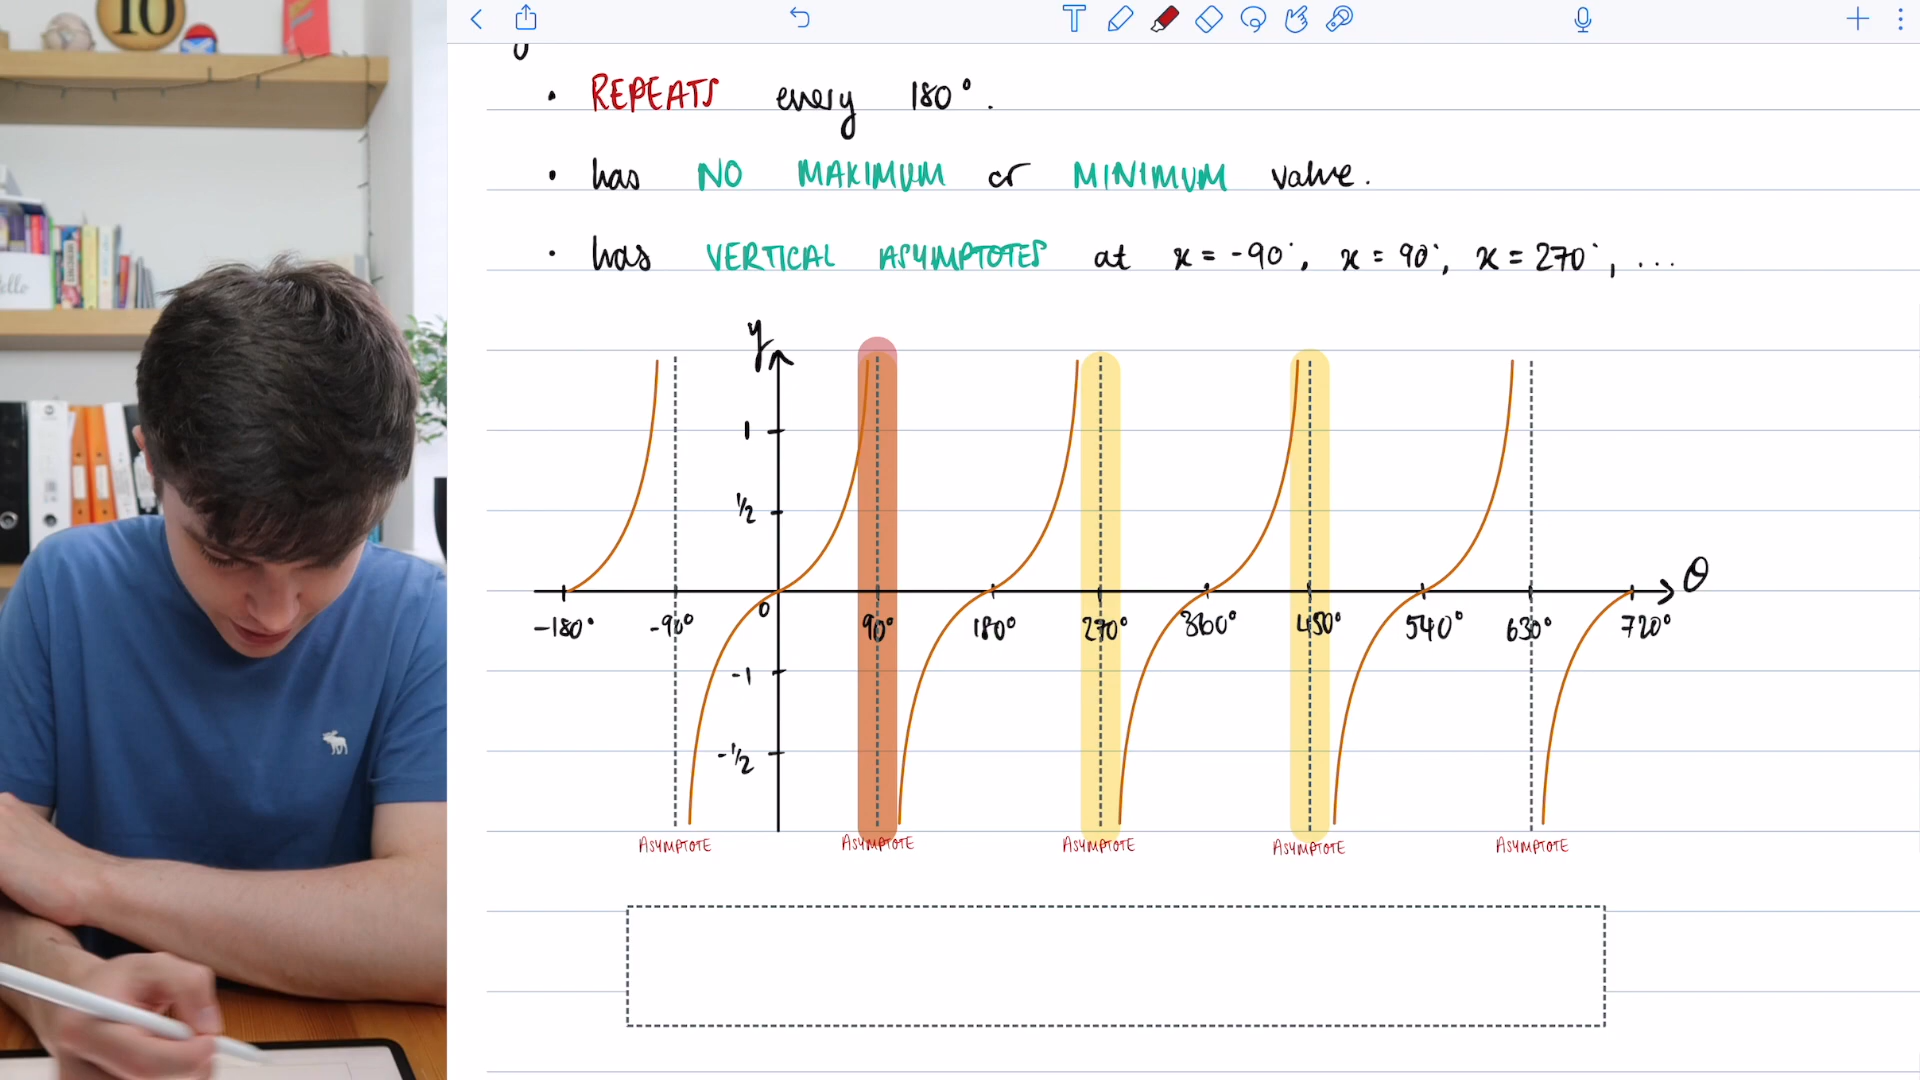 10
Hello
• REPEATS every 180°.
• has NO MAXIMUM or MINIMUM value.
• has VERTICAL ASYMPTOTES at x = -90°, x = 90°, x = 270°, ...
y
1
1/2
0
θ
-180° -90° 90° 180° 270° 360° 450° 540° 630° 720°
-1
-1/2
ASYMPTOTE ASYMPTOTE ASYMPTOTE ASYMPTOTE ASYMPTOTE